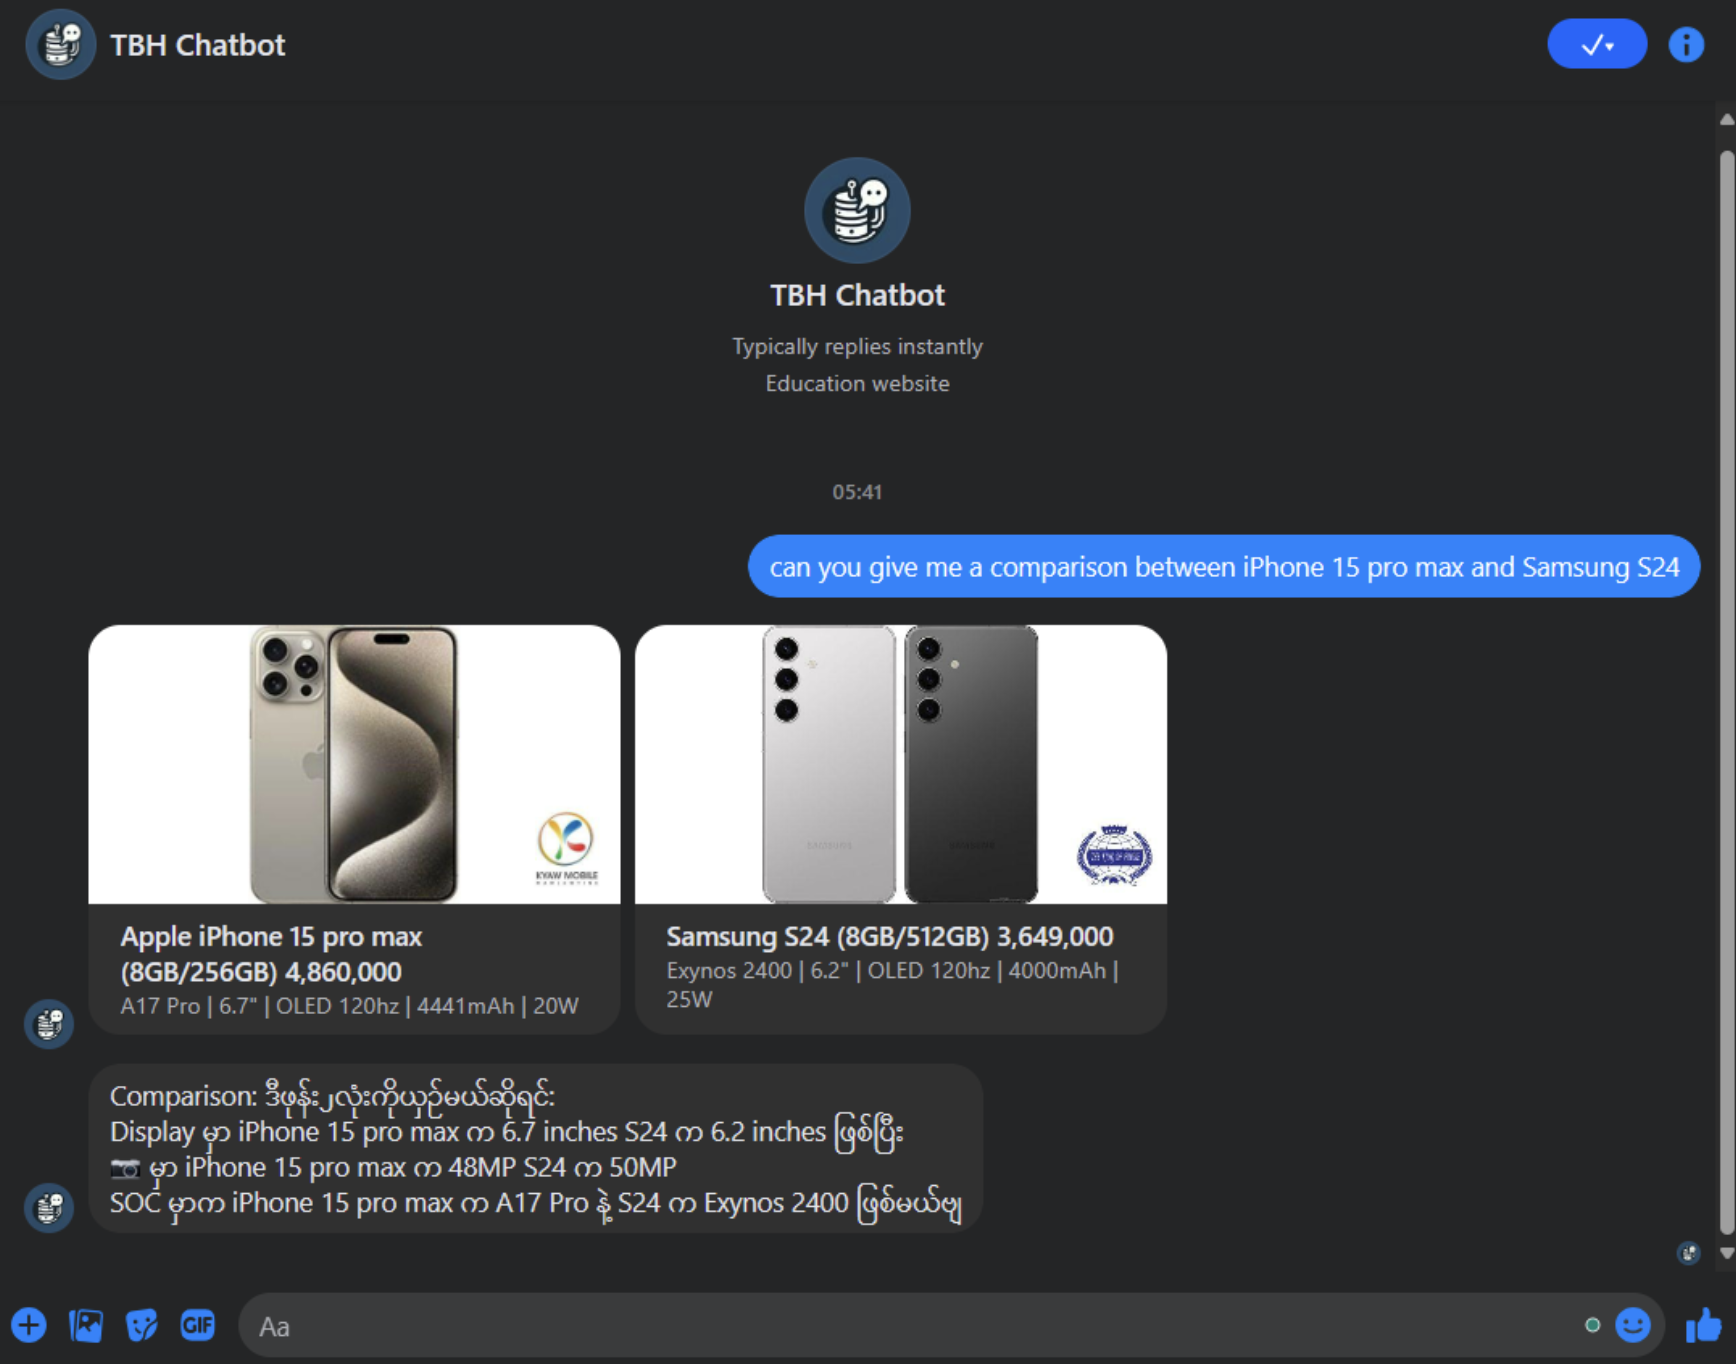 TBH Chatbot
TBH Chatbot
Typically replies instantly
Education website
05:41
can you give me a comparison between iPhone 15 pro max and Samsung S24
KYAW MOBILE
Apple iPhone 15 pro max
(8GB/256GB) 4,860,000
A17 Pro | 6.7" | OLED 120hz | 4441mAh | 20W
SAMSUNG
Samsung S24 (8GB/512GB) 3,649,000
Exynos 2400 | 6.2" | OLED 120hz | 4000mAh |
25W
Comparison: ဒီဖုန်း၂လုံးကိုယှဉ်မယ်ဆိုရင်:
Display မှာ iPhone 15 pro max က 6.7 inches S24 က 6.2 inches ဖြစ်ပြီး
📷 မှာ iPhone 15 pro max က 48MP S24 က 50MP
SOC မှာက iPhone 15 pro max က A17 Pro နဲ့ S24 က Exynos 2400 ဖြစ်မယ်ဗျ
GIF
Aa